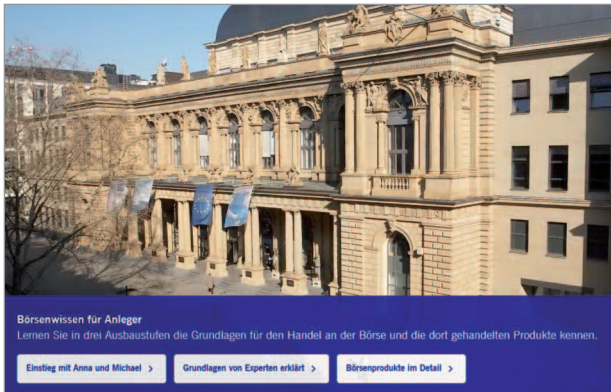 Börsenwissen für Anleger
Lernen Sie in drei Ausbaustufen die Grundlagen für den Handel an der Börse und die dort gehandelten Produkte kennen.
Einstieg mit Anna und Michael >
Grundlagen von Experten erklärt >
Börsenprodukte im Detail >